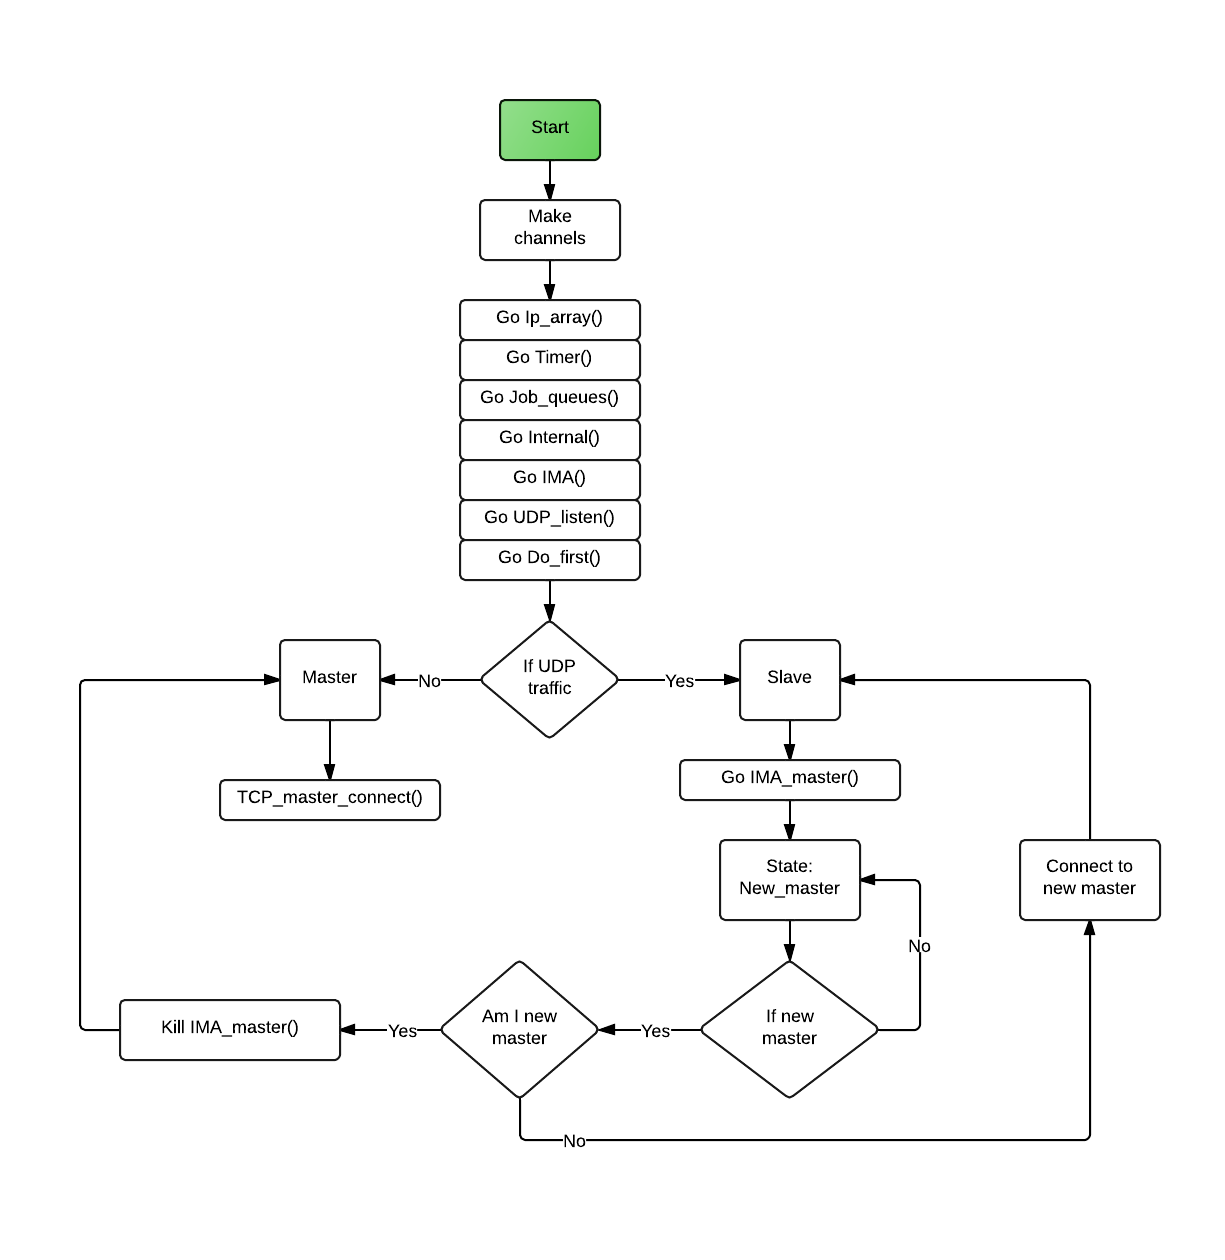 Start
Make
channels
Go Ip_array()
Go Timer()
Go Job_queues()
Go Internal()
Go IMA()
Go UDP_listen()
Go Do_first()
If UDP
traffic
No
Yes
Master
Slave
TCP_master_connect()
Go IMA_master()
State:
New_master
Connect to
new master
No
If new
master
Yes
Am I new
master
Yes
Kill IMA_master()
No